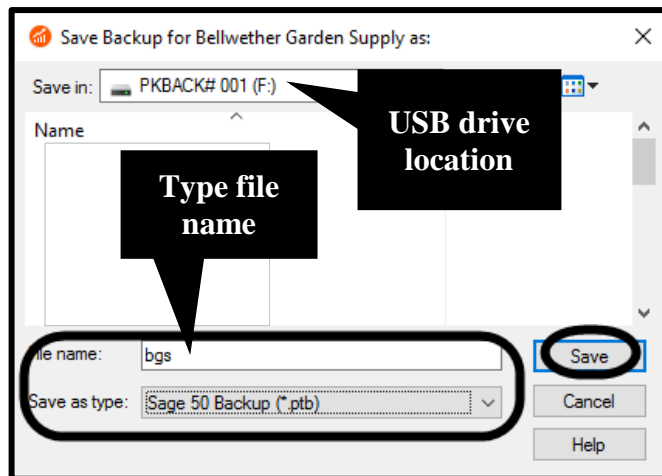 Save Backup for Bellwether Garden Supply as:
Save in: PKBACK# 001 (F:)
USB drive
location
Name
Type file
name
File name: bgs Save
Save as type: Sage 50 Backup (*.ptb) Cancel
Help